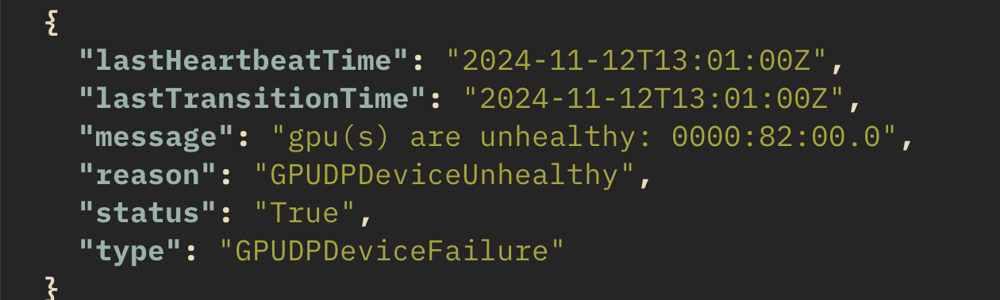 {
"lastHeartbeatTime": "2024-11-12T13:01:00Z",
"lastTransitionTime": "2024-11-12T13:01:00Z",
"message": "gpu(s) are unhealthy: 0000:82:00.0",
"reason": "GPUDPDeviceUnhealthy",
"status": "True",
"type": "GPUDPDeviceFailure"
}